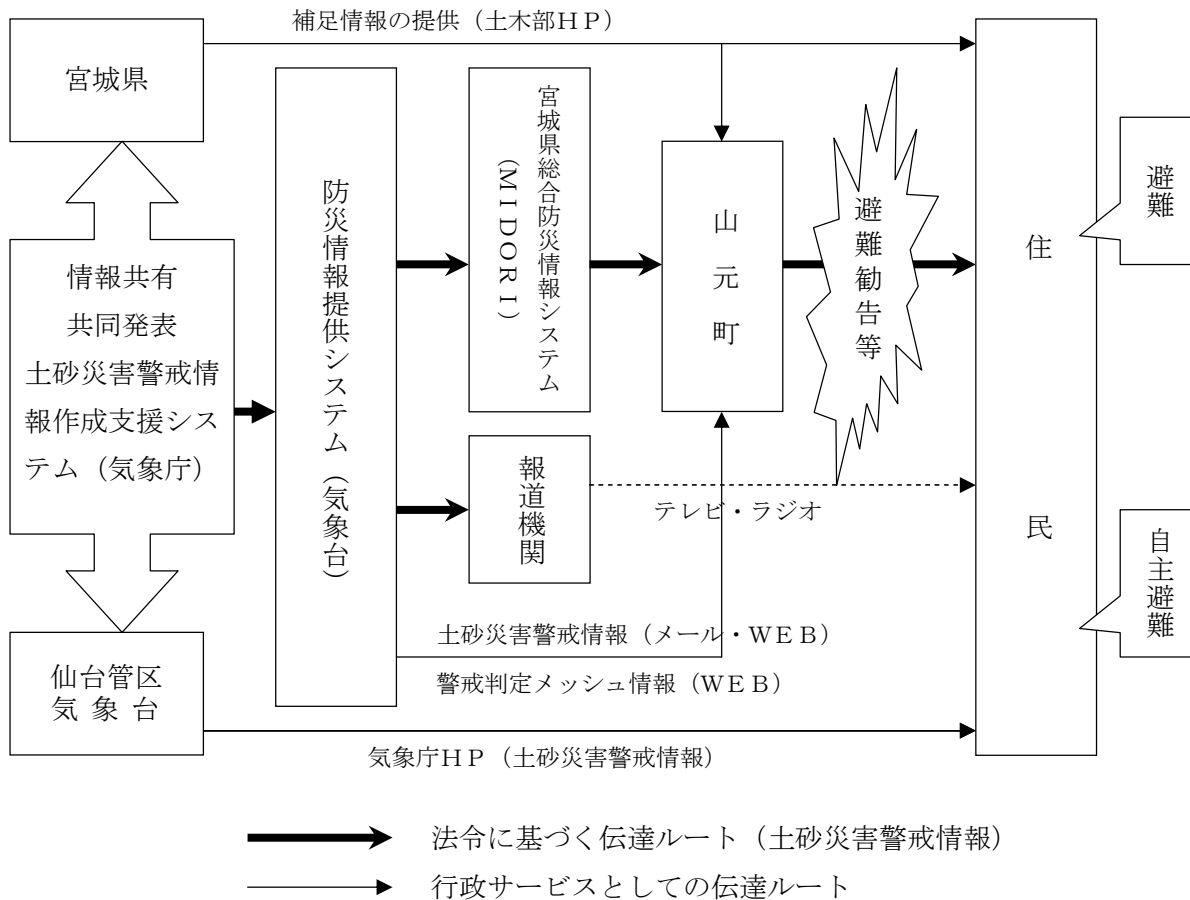 補足情報の提供（土木部ＨＰ）
宮城県
情報共有
共同発表
土砂災害警戒情
報作成支援シス
テム（気象庁）
仙台管区
気象台
防災情報提供システム（気象台）
宮城県総合防災情報システム
（ＭＩＤＯＲＩ）
報道機関
山元町
避難勧告等
テレビ・ラジオ
土砂災害警戒情報（メール・ＷＥＢ）
警戒判定メッシュ情報（ＷＥＢ）
気象庁ＨＰ（土砂災害警戒情報）
住民
避難
自主避難
法令に基づく伝達ルート（土砂災害警戒情報）
行政サービスとしての伝達ルート